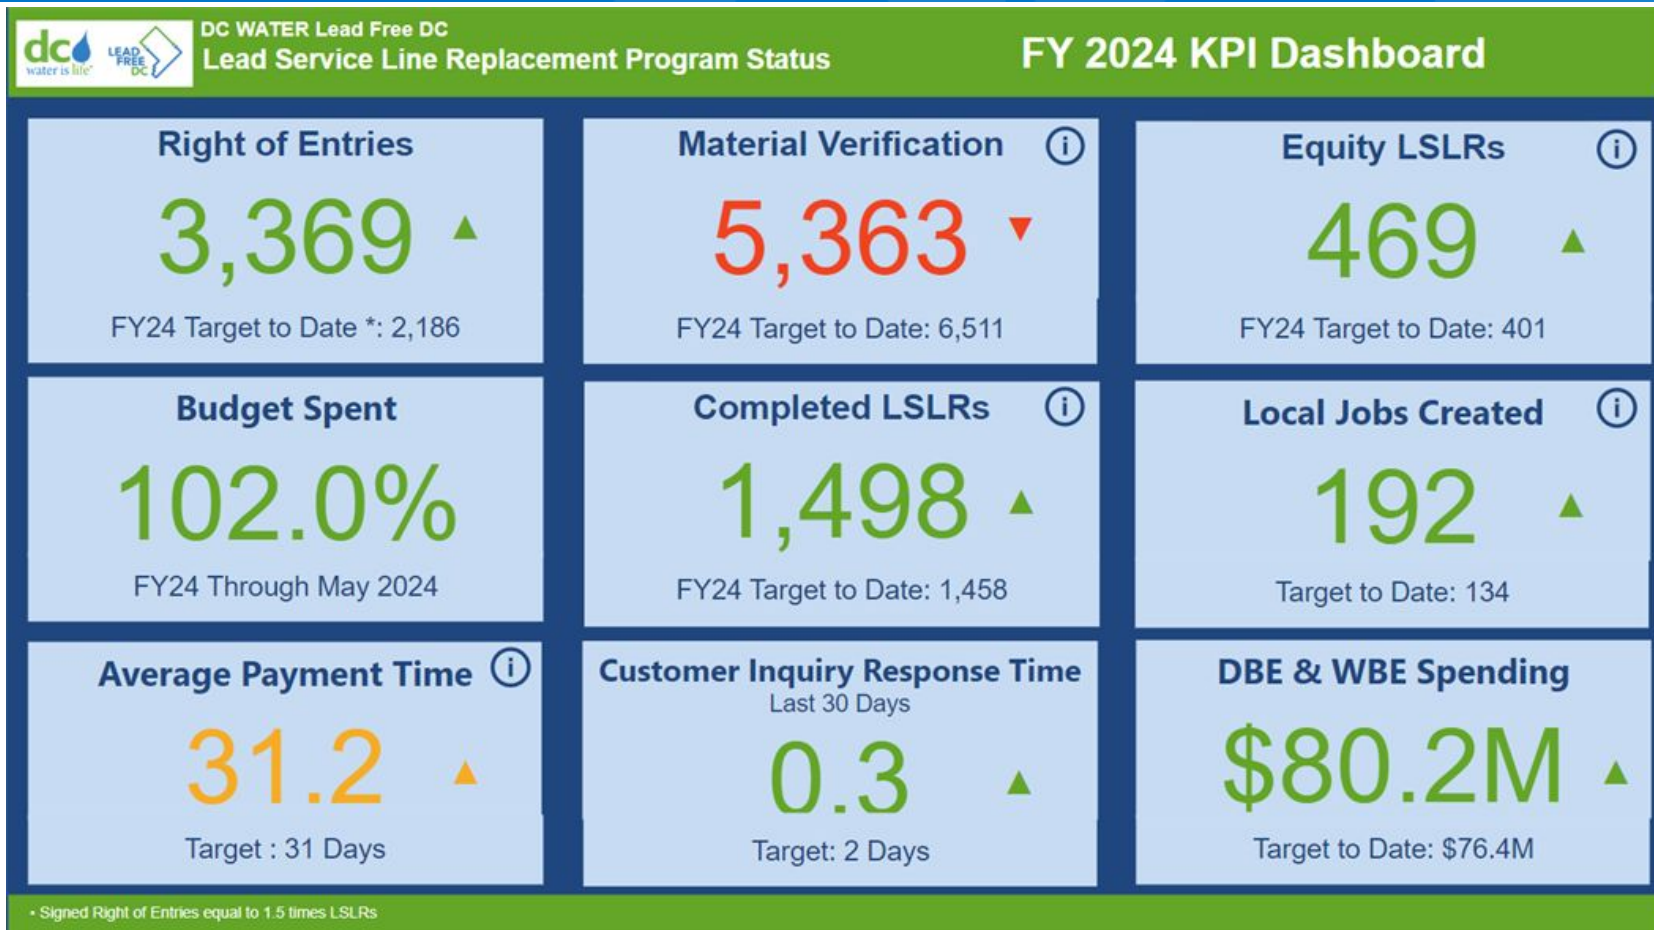 dc
water is life
LEAD
FREE
DC
DC WATER Lead Free DC
Lead Service Line Replacement Program Status
FY 2024 KPI Dashboard
Right of Entries
3,369 ▲
FY24 Target to Date *: 2,186
Material Verification
5,363 ▼
FY24 Target to Date: 6,511
Equity LSLRs
469 ▲
FY24 Target to Date: 401
Budget Spent
102.0%
FY24 Through May 2024
Completed LSLRs
1,498 ▲
FY24 Target to Date: 1,458
Local Jobs Created
192 ▲
Target to Date: 134
Average Payment Time
31.2 ▲
Target : 31 Days
Customer Inquiry Response Time
Last 30 Days
0.3 ▲
Target: 2 Days
DBE & WBE Spending
$80.2M ▲
Target to Date: $76.4M
• Signed Right of Entries equal to 1.5 times LSLRs